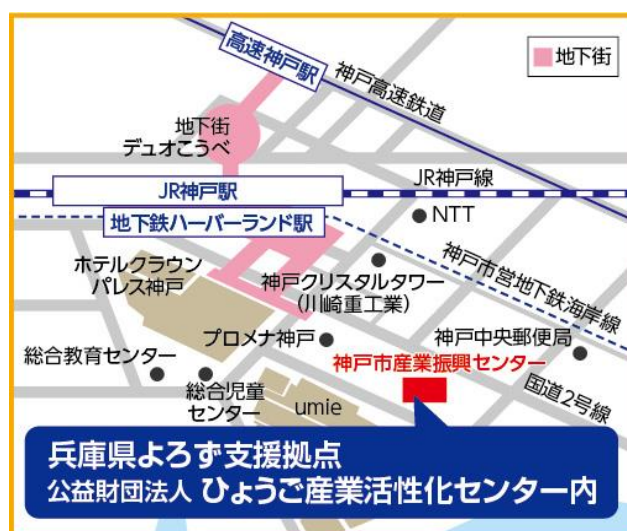 高速神戸駅
神戸高速鉄道
地下街
地下街
デュオこうべ
JR神戸駅
JR神戸線
地下鉄ハーバーランド駅
NTT
神戸市営地下鉄海岸線
ホテルクラウン
パレス神戸
神戸クリスタルタワー
(川崎重工業)
プロメナ神戸
神戸中央郵便局
神戸市産業振興センター
総合教育センター
総合児童
センター
umie
国道2号線
兵庫県よろず支援拠点
公益財団法人 ひょうご産業活性化センター内